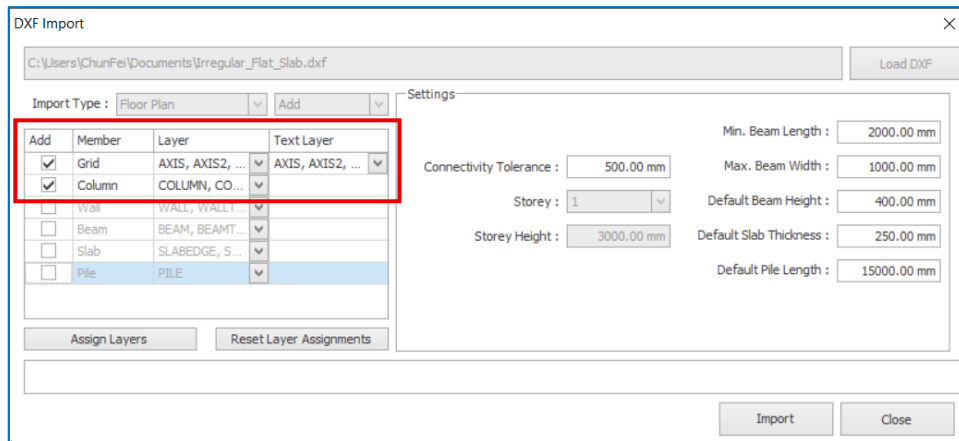 DXF Import
C:\Users\ChunFei\Documents\Irregular_Flat_Slab.dxf
Load DXF
Import Type :
Floor Plan
Add
Add Member Layer Text Layer
Grid AXIS, AXIS2, ... AXIS, AXIS2, ...
Column COLUMN, CO...
Wall WALL, WALLT...
Beam BEAM, BEAMT...
Slab SLABEDGE, S...
Pile PILE
Assign Layers
Reset Layer Assignments
Settings
Connectivity Tolerance : 500.00 mm
Storey : 1
Storey Height : 3000.00 mm
Min. Beam Length : 2000.00 mm
Max. Beam Width : 1000.00 mm
Default Beam Height : 400.00 mm
Default Slab Thickness : 250.00 mm
Default Pile Length : 15000.00 mm
Import
Close